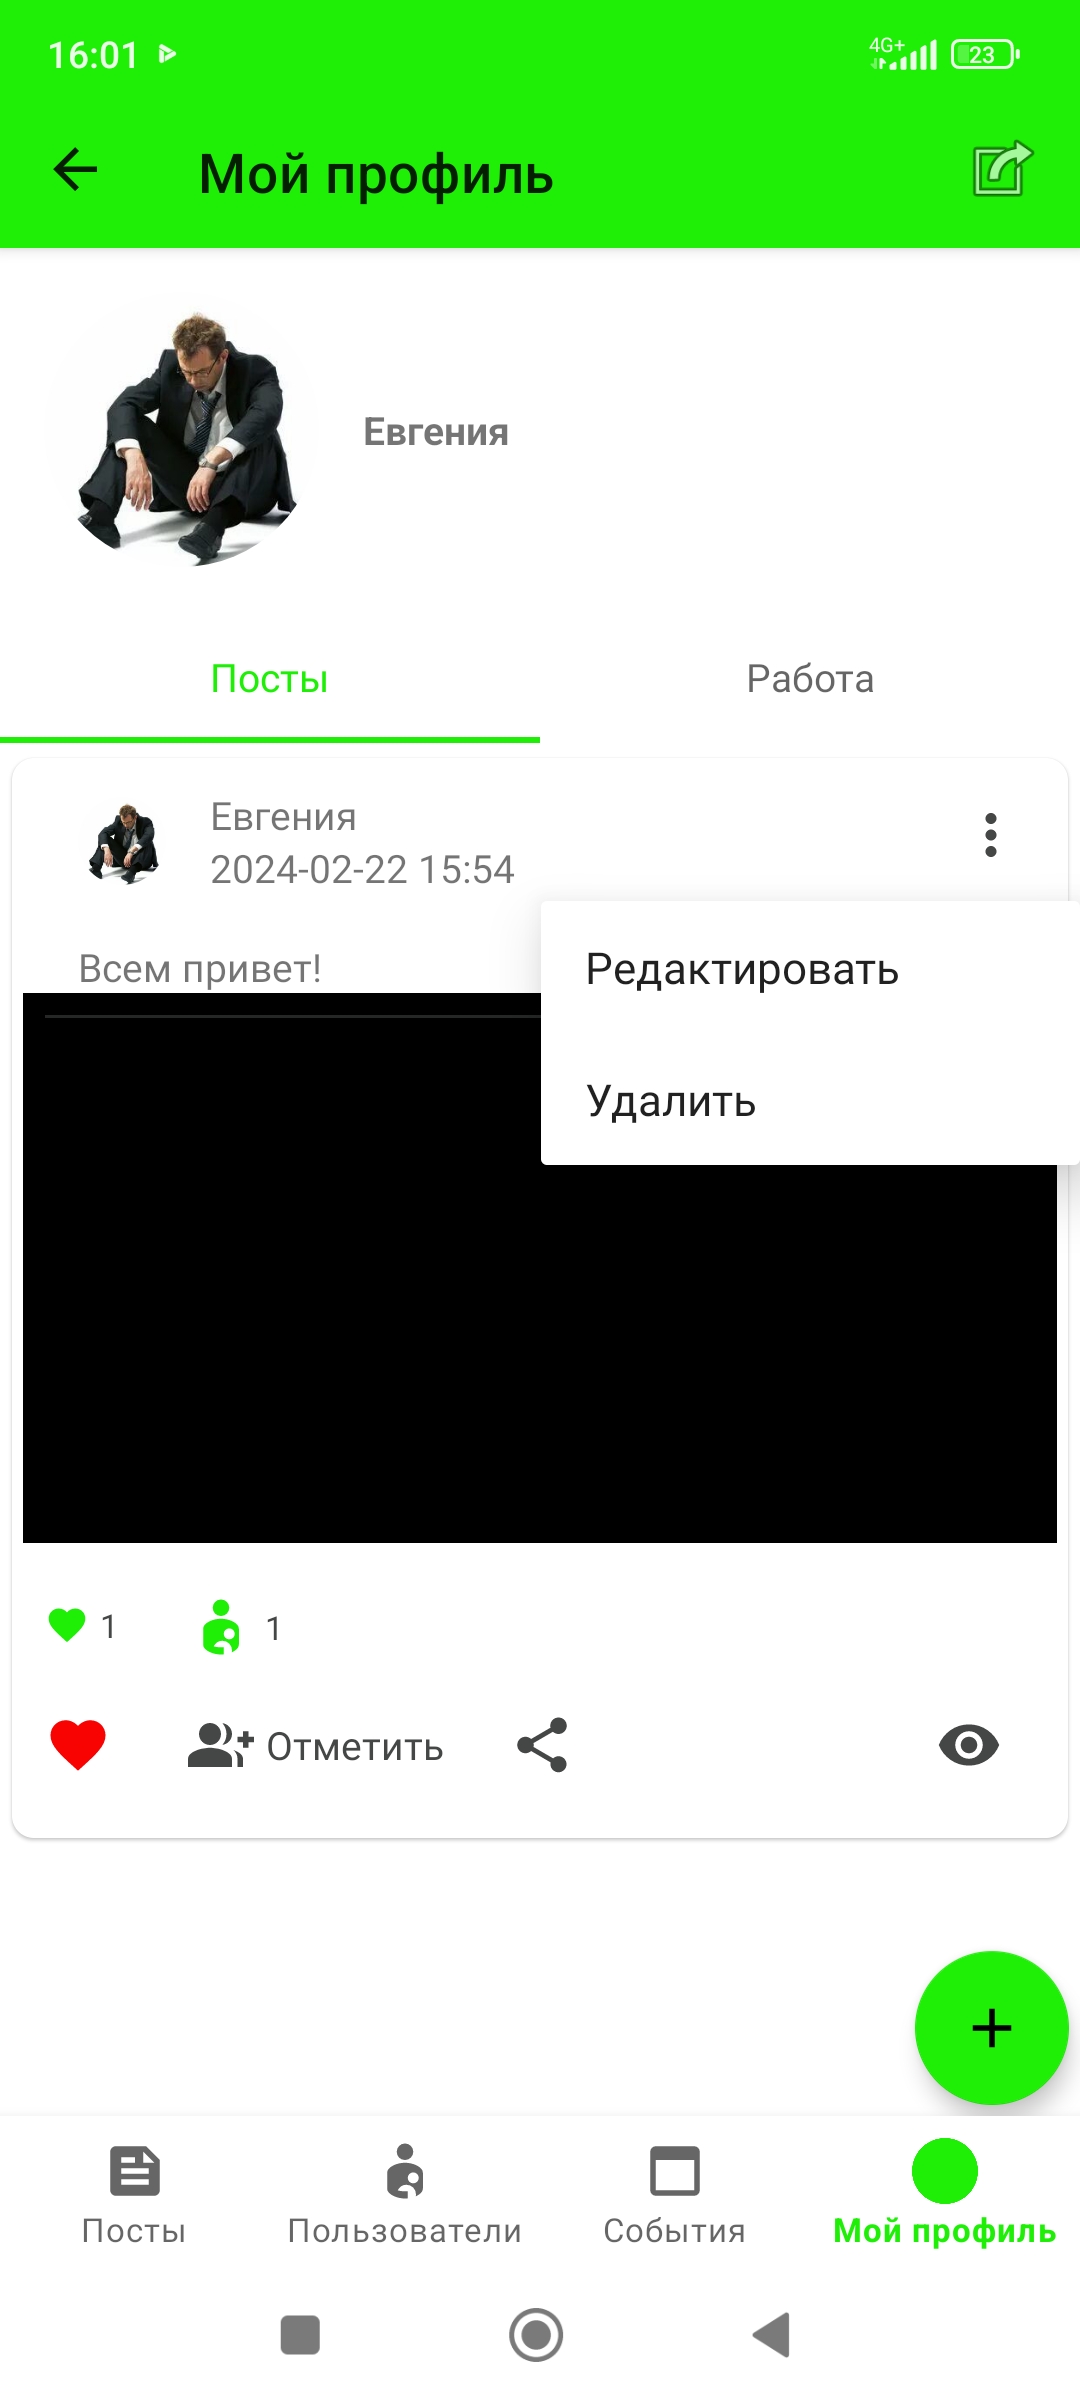 16:01
4G+
23
Мой профиль
Евгения
Посты
Работа
Евгения
2024-02-22 15:54
Всем привет!
Редактировать
Удалить
1
1
Отметить
Посты
Пользователи
События
Мой профиль